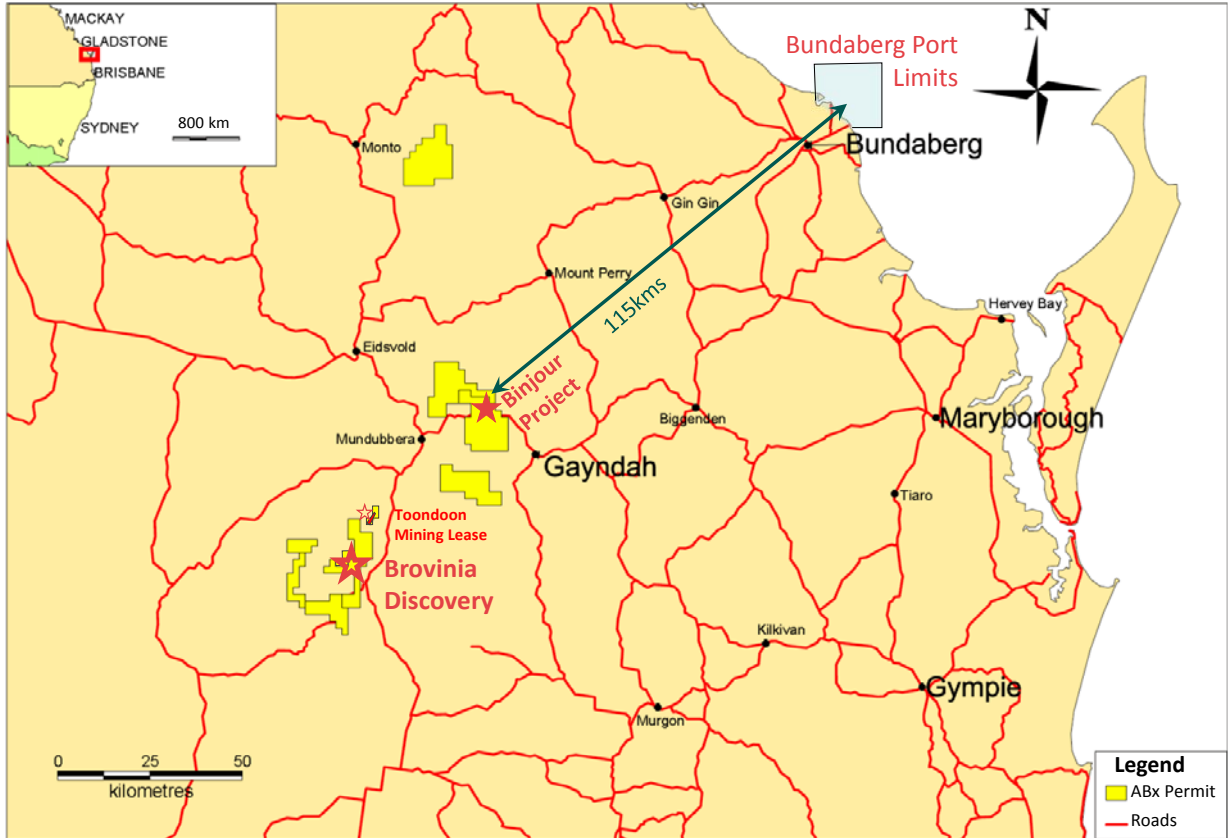 MACKAY
GLADSTONE
BRISBANE
SYDNEY
800 km
N
Bundaberg Port
Limits
Bundaberg
Monto
Gin Gin
Mount Perry
115kms
Hervey Bay
Eidsvold
Binjour
Project
Biggenden
Maryborough
Mundubbera
Gayndah
Tiaro
Toondoon
Mining Lease
Brovinia
Discovery
Kilkivan
Gympie
Murgon
0 25 50
kilometres
Legend
ABx Permit
Roads